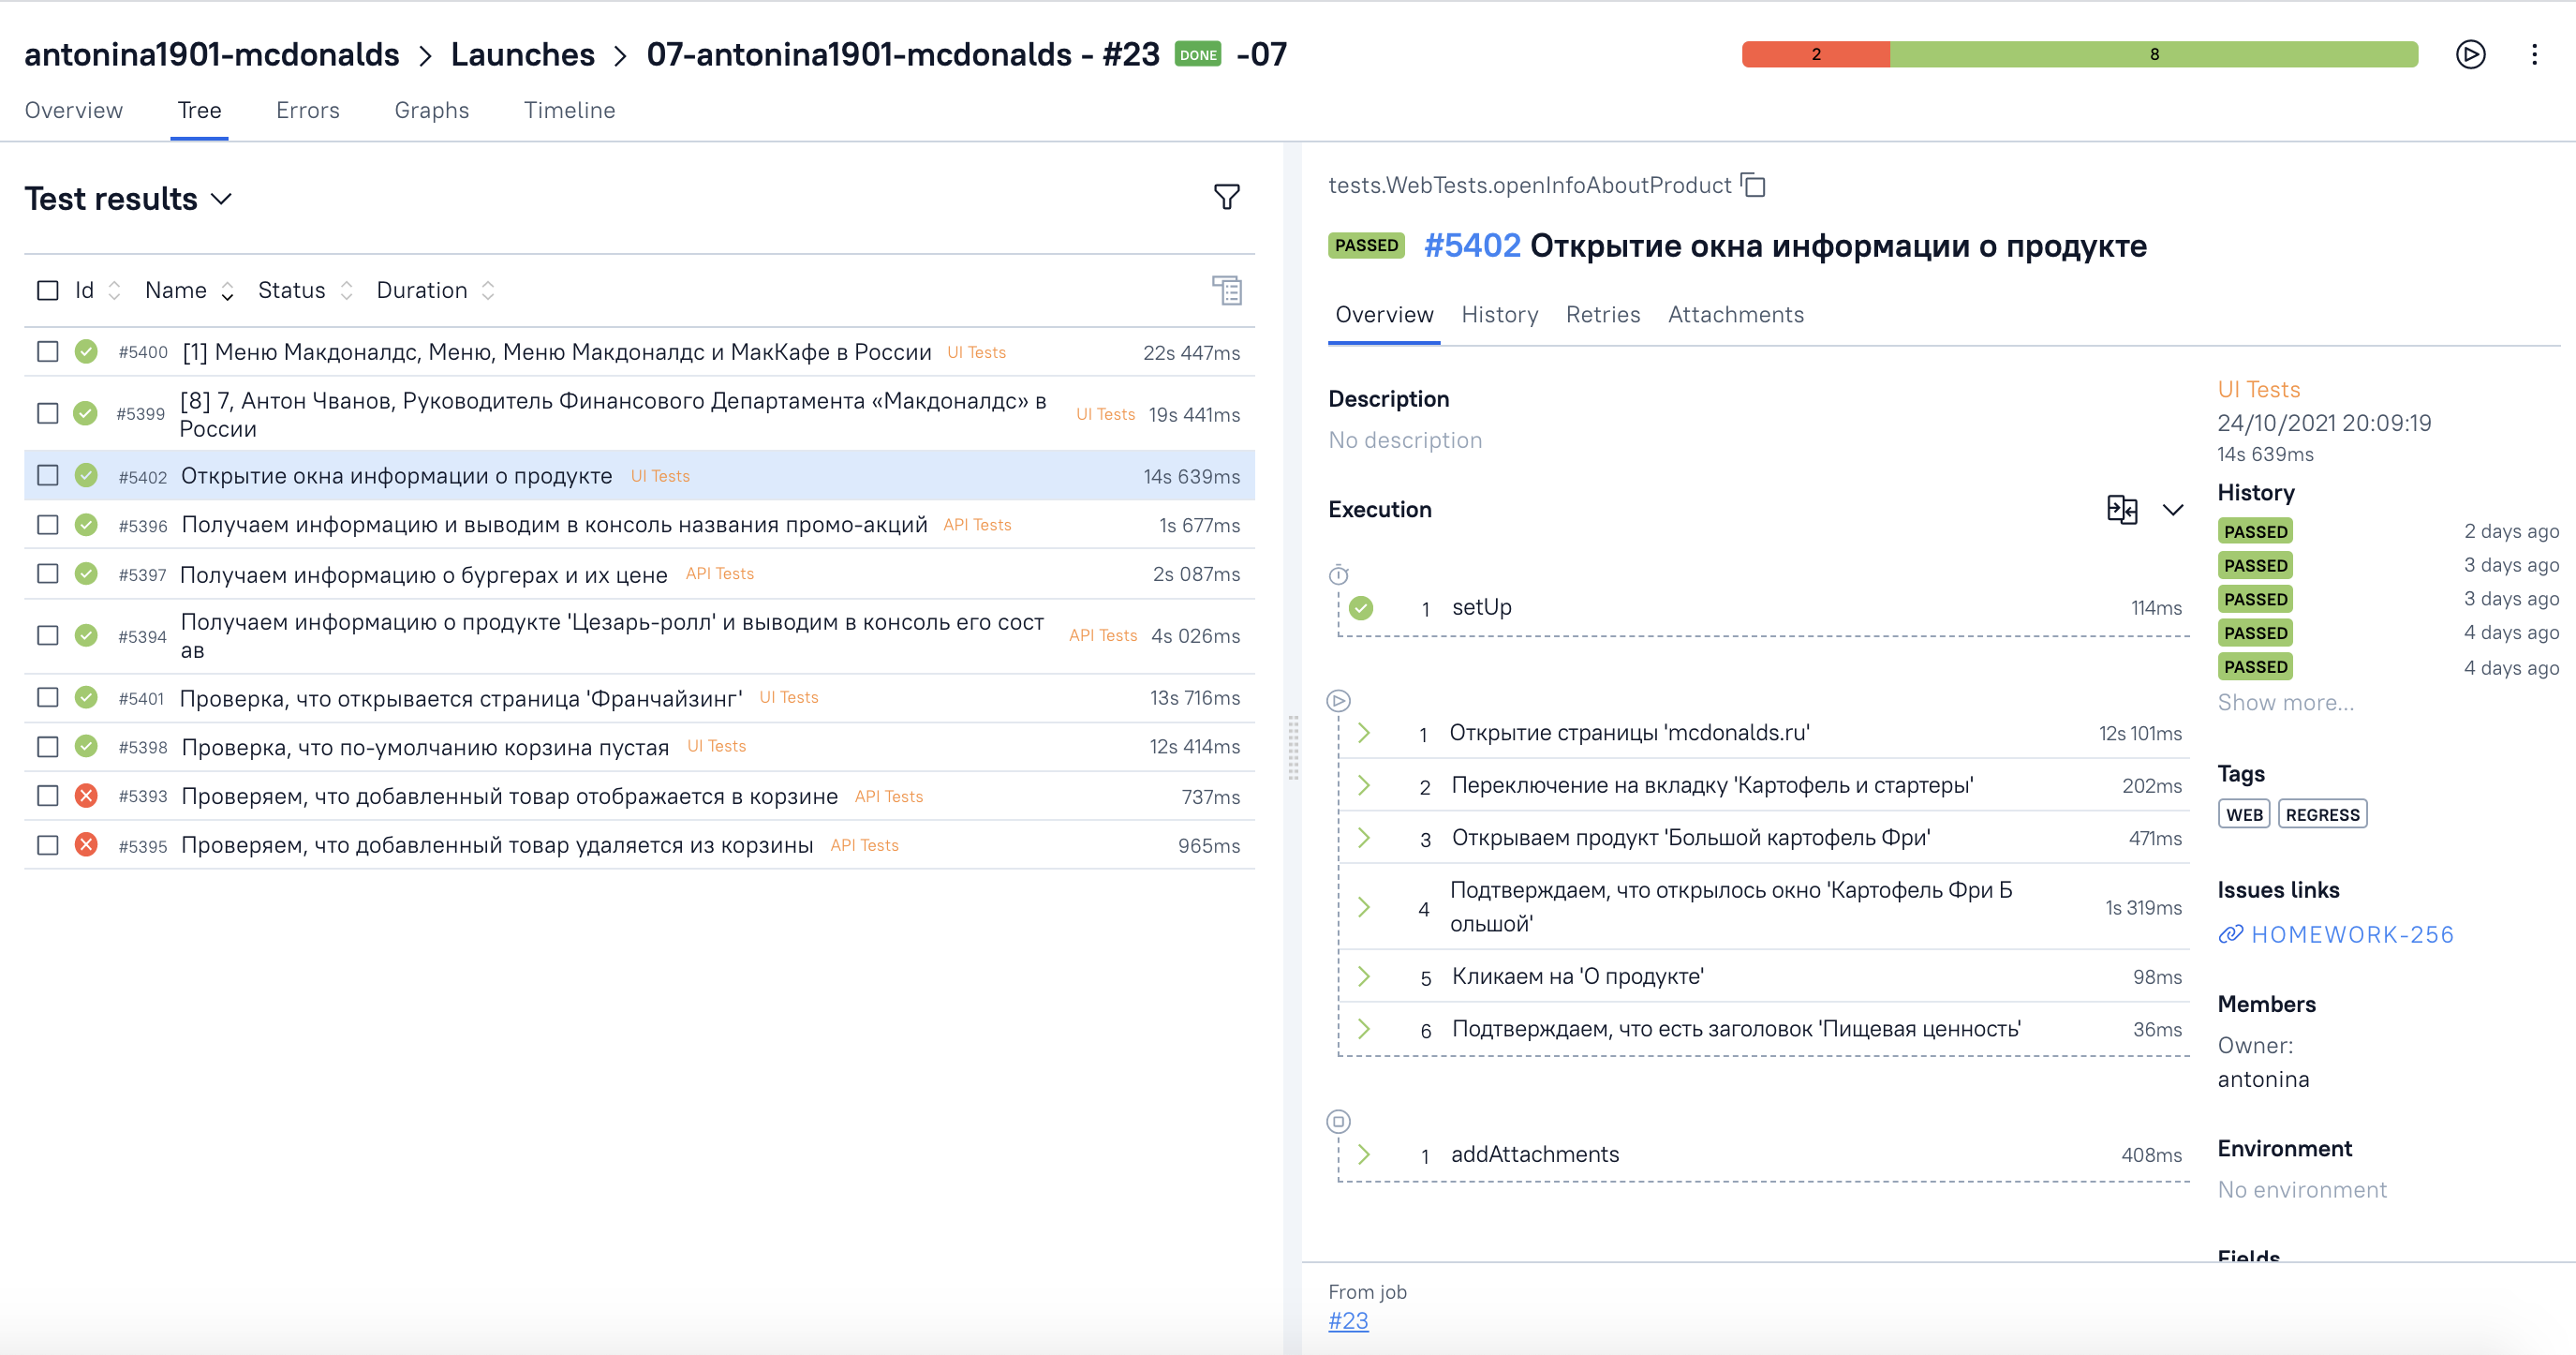 antonina1901-mcdonalds > Launches > 07-antonina1901-mcdonalds - #23 DONE -07
2 8
Overview Tree Errors Graphs Timeline
Test results
Id Name Status Duration
#5400 [1] Меню Макдоналдс, Меню, Меню Макдоналдс и МакКафе в России UI Tests 22s 447ms
#5399 [8] 7, Антон Чванов, Руководитель Финансового Департамента «Макдоналдс» в
России UI Tests 19s 441ms
#5402 Открытие окна информации о продукте UI Tests 14s 639ms
#5396 Получаем информацию и выводим в консоль названия промо-акций API Tests 1s 677ms
#5397 Получаем информацию о бургерах и их цене API Tests 2s 087ms
#5394 Получаем информацию о продукте 'Цезарь-ролл' и выводим в консоль его сост
ав API Tests 4s 026ms
#5401 Проверка, что открывается страница 'Франчайзинг' UI Tests 13s 716ms
#5398 Проверка, что по-умолчанию корзина пустая UI Tests 12s 414ms
#5393 Проверяем, что добавленный товар отображается в корзине API Tests 737ms
#5395 Проверяем, что добавленный товар удаляется из корзины API Tests 965ms
tests.WebTests.openInfoAboutProduct
PASSED #5402 Открытие окна информации о продукте
Overview History Retries Attachments
Description
No description
Execution
1 setUp 114ms
1 Открытие страницы 'mcdonalds.ru' 12s 101ms
2 Переключение на вкладку 'Картофель и стартеры' 202ms
3 Открываем продукт 'Большой картофель Фри' 471ms
4 Подтверждаем, что открылось окно 'Картофель Фри Б
ольшой' 1s 319ms
5 Кликаем на 'О продукте' 98ms
6 Подтверждаем, что есть заголовок 'Пищевая ценность' 36ms
1 addAttachments 408ms
UI Tests
24/10/2021 20:09:19
14s 639ms
History
PASSED 2 days ago
PASSED 3 days ago
PASSED 3 days ago
PASSED 4 days ago
PASSED 4 days ago
Show more...
Tags
WEB REGRESS
Issues links
HOMEWORK-256
Members
Owner:
antonina
Environment
No environment
Fields
From job
#23